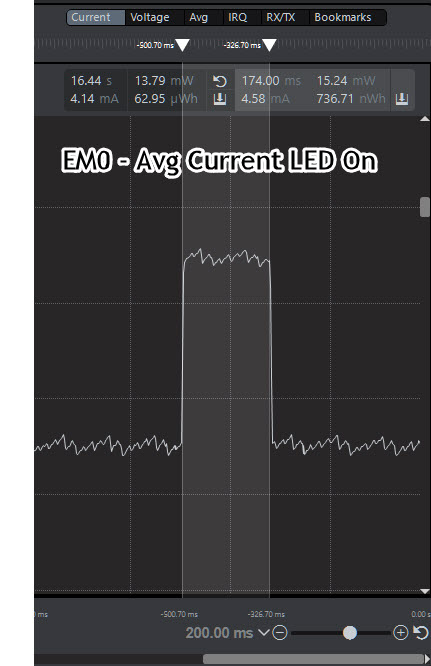 Current Voltage Avg IRQ RX/TX Bookmarks
-500.70 ms -326.70 ms
16.44 s 13.79 mW 174.00 ms 15.24 mW
4.14 mA 62.95 µWh 4.58 mA 736.71 nWh
EM0 - Avg Current LED On
ms -500.70 ms -326.70 ms 0.00 s
200.00 ms